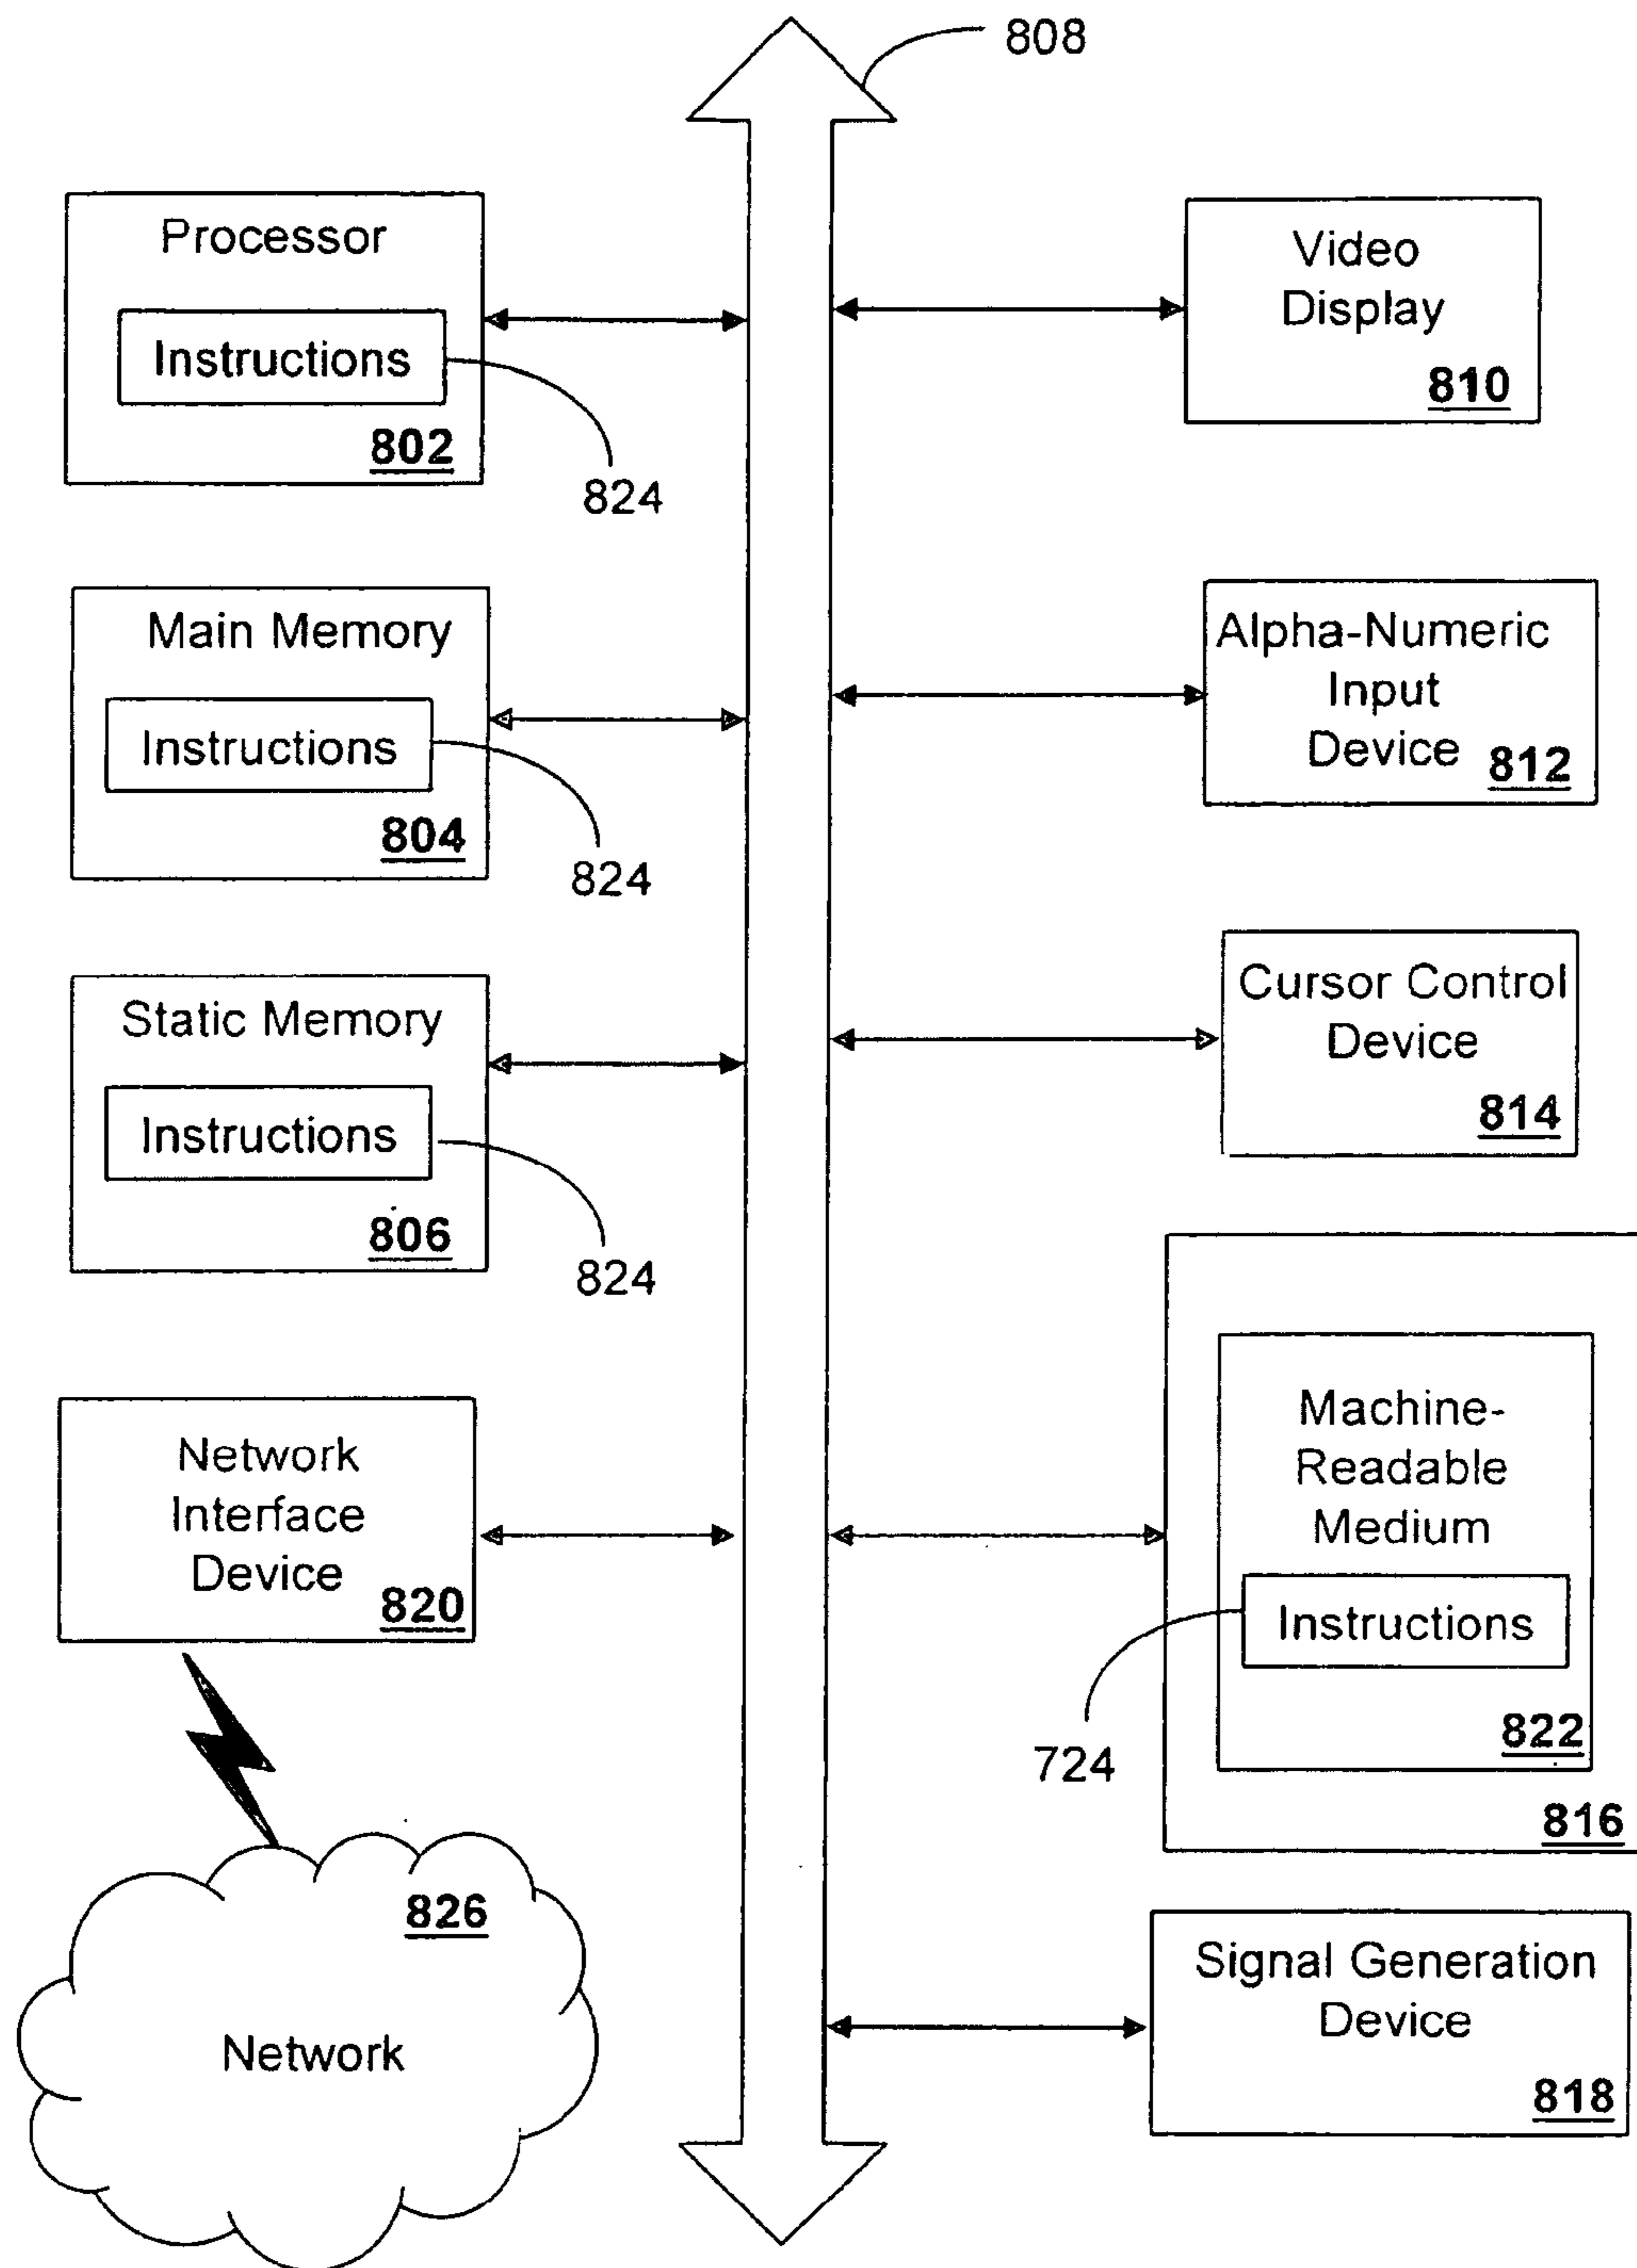 808
Processor
Instructions
802
824
Main Memory
Instructions
804
824
Static Memory
Instructions
806
824
Network
Interface
Device
820
826
Network
Video
Display
810
Alpha-Numeric
Input
Device
812
Cursor Control
Device
814
Machine-
Readable
Medium
Instructions
724
822
816
Signal Generation
Device
818